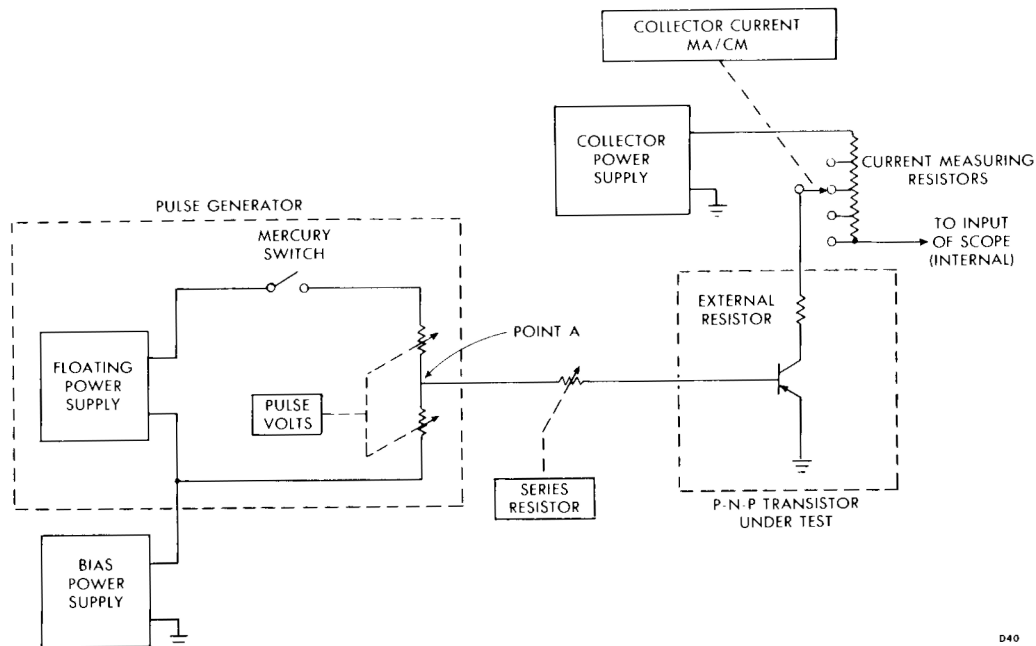 COLLECTOR CURRENT
MA/CM
COLLECTOR
POWER
SUPPLY
CURRENT MEASURING
RESISTORS
TO INPUT
OF SCOPE
(INTERNAL)
PULSE GENERATOR
MERCURY
SWITCH
EXTERNAL
RESISTOR
POINT A
FLOATING
POWER
SUPPLY
PULSE
VOLTS
SERIES
RESISTOR
P-N-P TRANSISTOR
UNDER TEST
BIAS
POWER
SUPPLY
D40